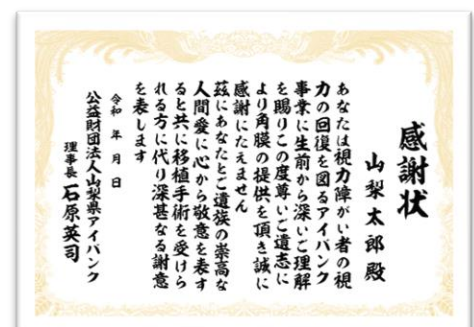 感謝状
山梨太郎殿
あなたは視力障がい者の視
力の回復を図るアイバンク
事業に生前から深いご理解
を賜りこの度尊いご遺志に
より角膜の提供を頂き誠に
感謝にたえません
茲にあなたとご遺族の崇高な
人間愛に心から敬意を表す
ると共に移植手術を受けら
れる方に代り深甚なる謝意
を表します
令和 年 月 日
公益財団法人山梨県アイバンク
理事長 石原英司